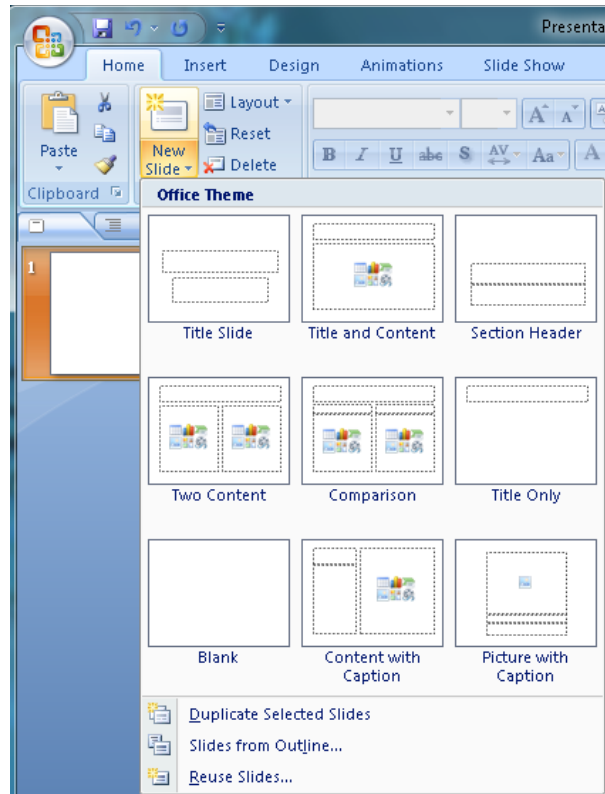 Presenta
Home Insert Design Animations Slide Show
Layout
Reset
Delete
Paste
New
Slide
B I U abe S AV Aa A
A A A
Clipboard
Office Theme
1
Title Slide Title and Content Section Header
Two Content Comparison Title Only
Blank Content with Caption Picture with Caption
Duplicate Selected Slides
Slides from Outline...
Reuse Slides...